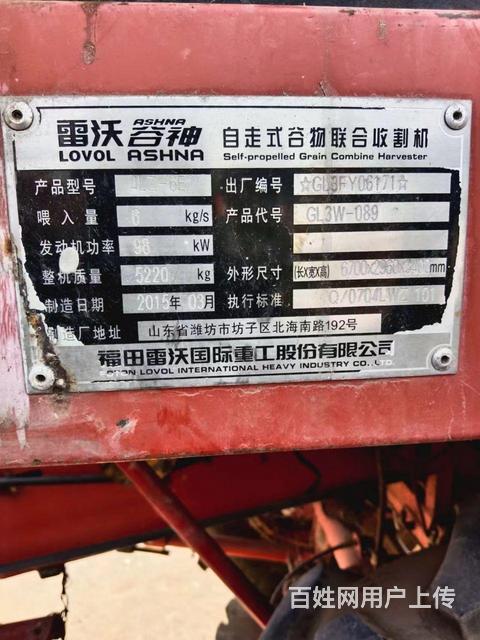 雷沃 ASHNA 谷神 自走式谷物联合收割机
LOVOL ASHNA Self-propelled Grain Combine Harvester
产品型号 出厂编号 ☆GL3FY06171☆
喂入量 6 kg/s 产品代号 GL3W-089
发动机功率 98 kW
整机质量 5220 kg 外形尺寸 (长X宽X高) mm
制造日期 2015年 03月 执行标准
制造厂地址 山东省潍坊市坊子区北海南路192号
福田雷沃国际重工股份有限公司
LOVOL INTERNATIONAL HEAVY INDUSTRY CO.,LTD.
百姓网用户上传